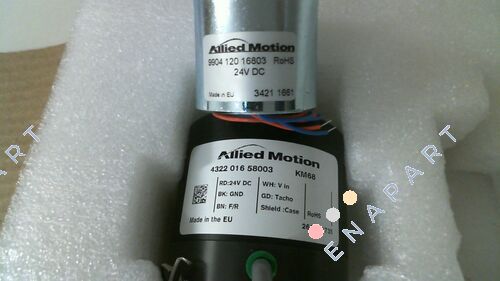 Allied Motion
9904 120 16803 RoHS
24V DC
Made in EU 3421 1661
Allied Motion
4322 016 58003 KM68
RD:24V DC WH: V in
BK: GND GD: Tacho
BN: F/R Shield :Case RoHS
Made in the EU
ENAPART